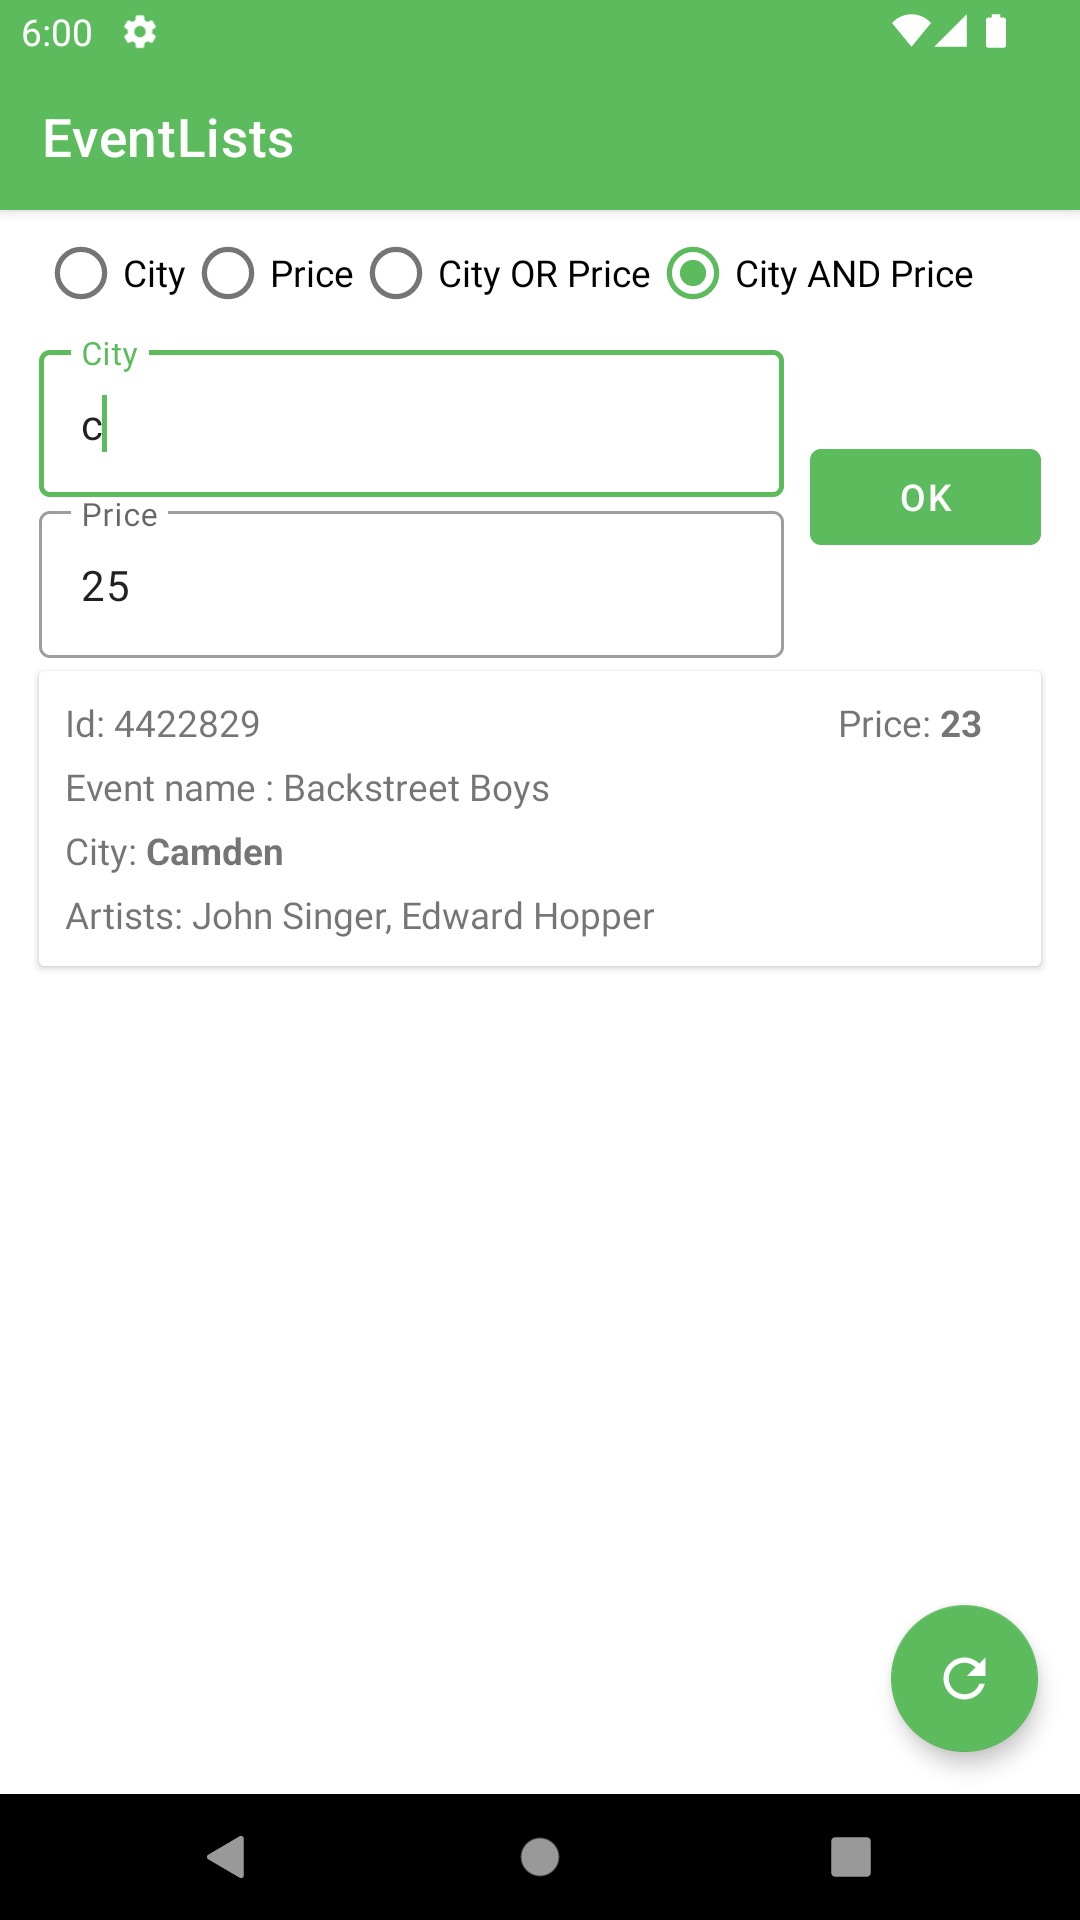 6:00
EventLists
City Price City OR Price City AND Price
City
c
OK
Price
25
Id: 4422829 Price: 23
Event name : Backstreet Boys
City: Camden
Artists: John Singer, Edward Hopper